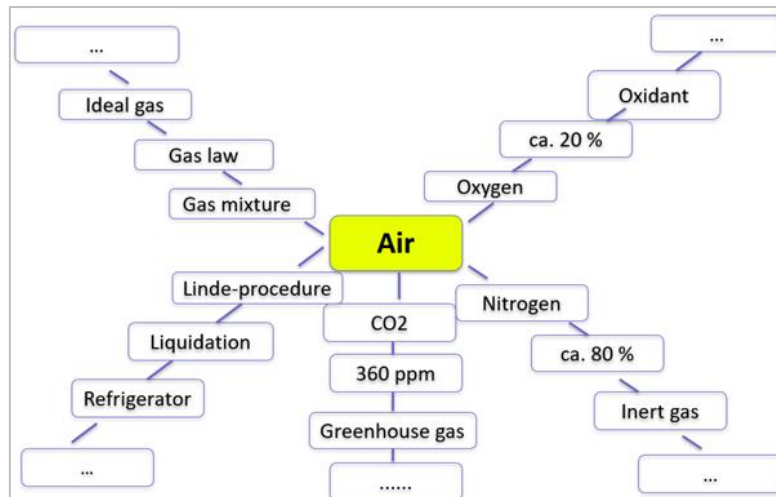 ...
...
Ideal gas
Oxidant
Gas law
ca. 20 %
Gas mixture
Oxygen
Air
Linde-procedure
Nitrogen
CO2
Liquidation
ca. 80 %
360 ppm
Refrigerator
Inert gas
Greenhouse gas
...
...
......